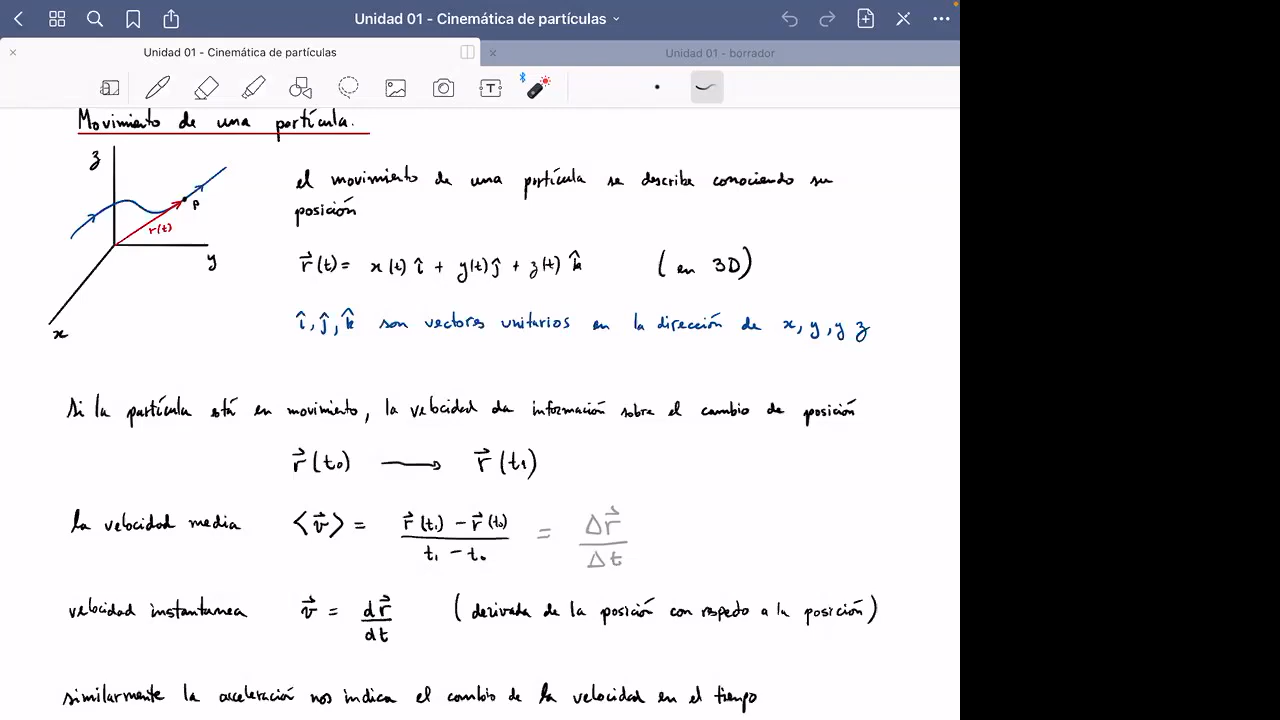 Unidad 01 - Cinemática de partículas
Unidad 01 - Cinemática de partículas
Unidad 01 - borrador
Movimiento de una partícula.
z
P
r(t)
y
x
el movimiento de una partícula se describe conociendo su
posición
r⃗(t) = x(t) î + y(t) ĵ + z(t) k̂ (en 3D)
î, ĵ, k̂ son vectores unitarios en la dirección de x, y, y z
Si la partícula está en movimiento, la velocidad da información sobre el cambio de posición
r⃗(t₀) → r⃗(t₁)
la velocidad media ⟨v⃗⟩ = (r⃗(t₁) − r⃗(t₀)) / (t₁ − t₀) = Δr⃗ / Δt
velocidad instantanea v⃗ = dr⃗/dt (derivada de la posición con respecto a la posición)
similarmente la aceleración nos indica el cambio de la velocidad en el tiempo